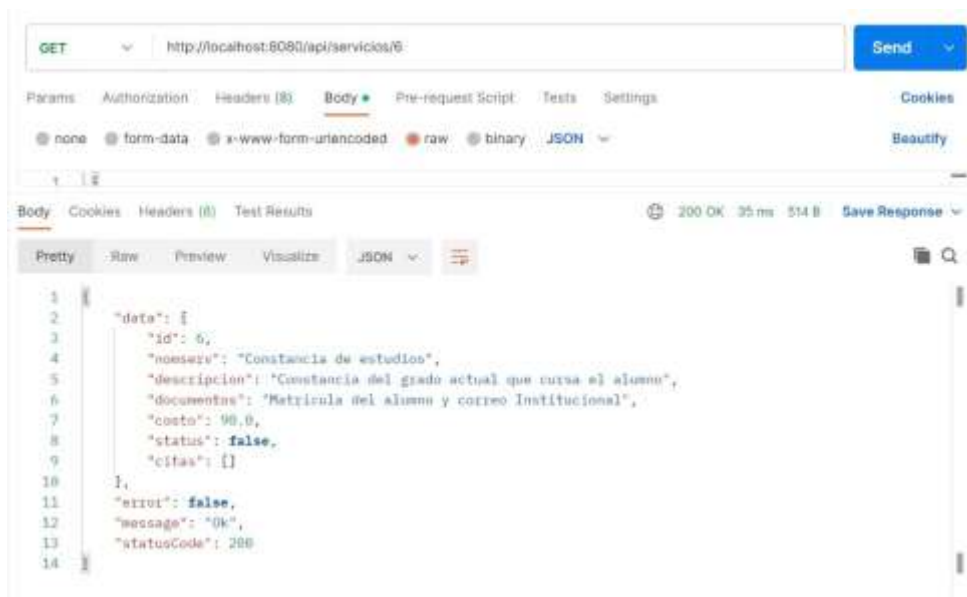 GET http://localhost:8080/api/servicios/6 Send
Params Authorization Headers (8) Body Pre-request Script Tests Settings Cookies
none form-data x-www-form-urlencoded raw binary JSON Beautify
1
Body Cookies Headers (6) Test Results 200 OK 35 ms 514 B Save Response
Pretty Raw Preview Visualize JSON
1 {
2 "data": {
3 "id": 6,
4 "nomserv": "Constancia de estudios",
5 "descripcion": "Constancia del grado actual que cursa el alumno",
6 "documentos": "Matricula del alumno y correo Institucional",
7 "costo": 90.0,
8 "status": false,
9 "citas": []
10 },
11 "error": false,
12 "message": "Ok",
13 "statusCode": 200
14 }